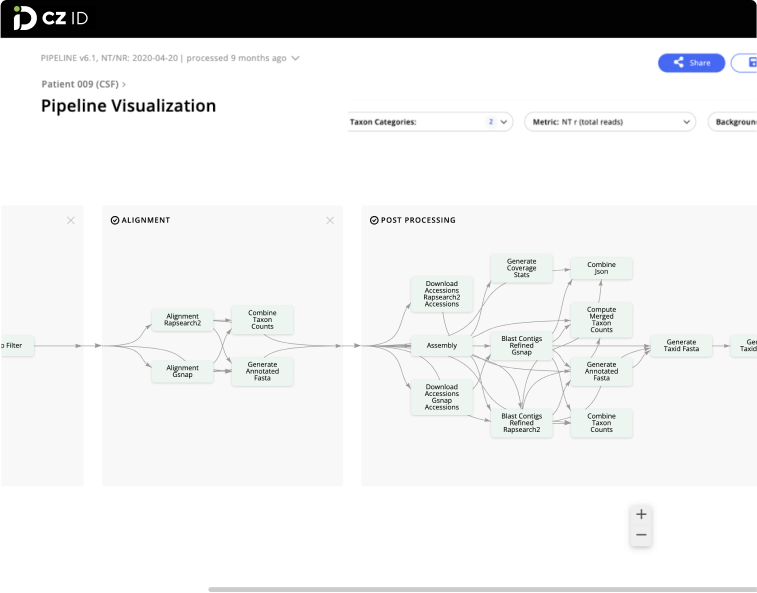 CZ ID
PIPELINE v6.1, NT/NR: 2020-04-20 | processed 9 months ago
Share
Patient 009 (CSF) >
Pipeline Visualization
Taxon Categories: 2
Metric: NT r (total reads)
Backgroun
ALIGNMENT
POST PROCESSING
Filter
Alignment
Rapsearch2
Combine
Taxon
Counts
Alignment
Gsnap
Generate
Annotated
Fasta
Download
Accessions
Rapsearch2
Accessions
Assembly
Download
Accessions
Gsnap
Accessions
Generate
Coverage
Stats
Blast Contigs
Refined
Gsnap
Blast Contigs
Refined
Rapsearch2
Combine
Json
Compute
Merged
Taxon
Counts
Generate
Annotated
Fasta
Combine
Taxon
Counts
Generate
Taxid Fasta
Ge
Taxid
+
−